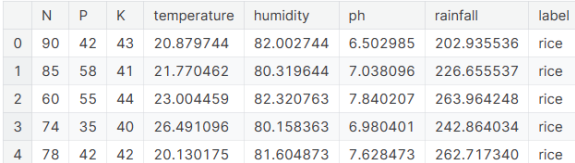 N P K temperature humidity ph rainfall label
0 90 42 43 20.879744 82.002744 6.502985 202.935536 rice
1 85 58 41 21.770462 80.319644 7.038096 226.655537 rice
2 60 55 44 23.004459 82.320763 7.840207 263.964248 rice
3 74 35 40 26.491096 80.158363 6.980401 242.864034 rice
4 78 42 42 20.130175 81.604873 7.628473 262.717340 rice